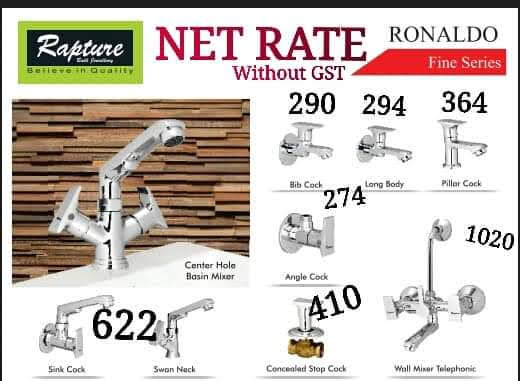 Rapture
Bath Jewellery
Believe in Quality
NET RATE
Without GST
RONALDO
Fine Series
290
294
364
Bib Cock
Long Body
Pillar Cock
274
1020
Center Hole
Basin Mixer
Angle Cock
622
410
Sink Cock
Swan Neck
Concealed Stop Cock
Wall Mixer Telephonic